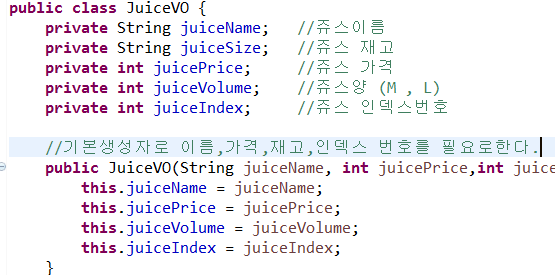 public class JuiceVO {
private String juiceName; //쥬스이름
private String juiceSize; //쥬스 재고
private int juicePrice; //쥬스 가격
private int juiceVolume; //쥬스양 (M , L)
private int juiceIndex; //쥬스 인덱스번호
//기본생성자로 이름,가격,재고,인덱스 번호를 필요로한다.
public JuiceVO(String juiceName, int juicePrice,int juice
this.juiceName = juiceName;
this.juicePrice = juicePrice;
this.juiceVolume = juiceVolume;
this.juiceIndex = juiceIndex;
}